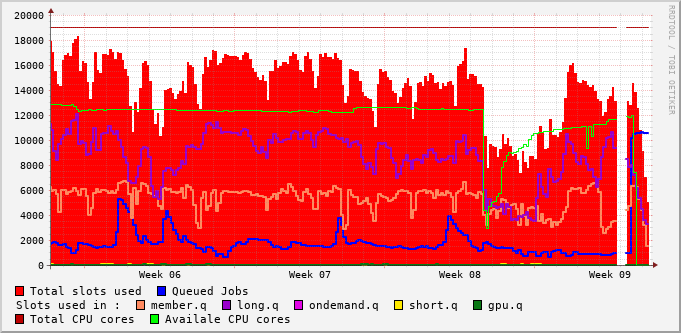 RRDTOOL / TOBI OETIKER
20000
18000
16000
14000
12000
10000
8000
6000
4000
2000
0
Week 06 Week 07 Week 08 Week 09
Total slots used Queued Jobs
Slots used in : member.q long.q ondemand.q short.q gpu.q
Total CPU cores Availale CPU cores